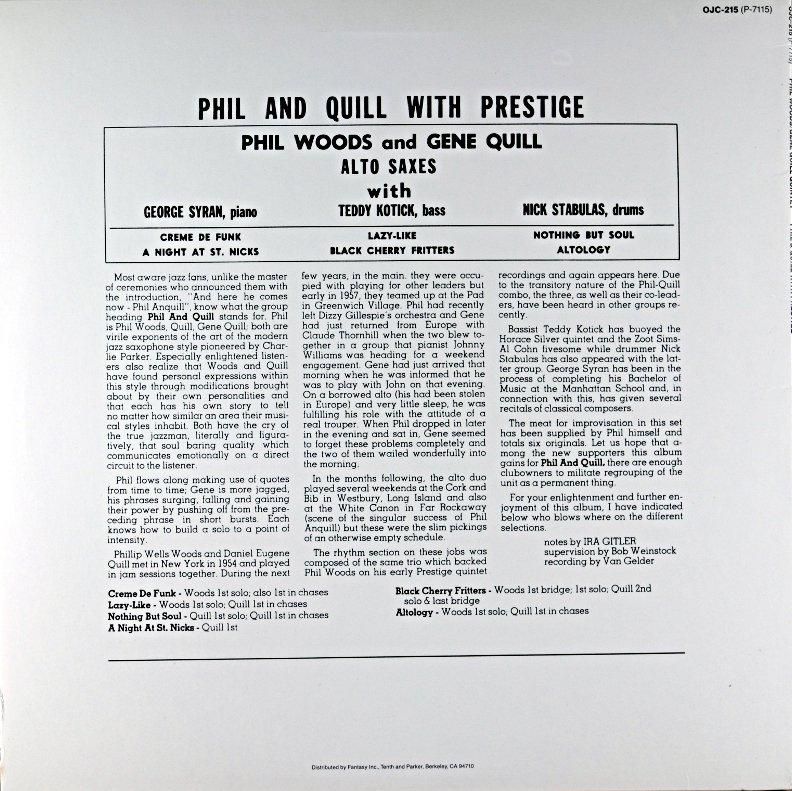 OJC-215 (P-7115)
PHIL AND QUILL WITH PRESTIGE
PHIL WOODS and GENE QUILL
ALTO SAXES
with
GEORGE SYRAN, piano
TEDDY KOTICK, bass
NICK STABULAS, drums
CREME DE FUNK
A NIGHT AT ST. NICKS
LAZY-LIKE
BLACK CHERRY FRITTERS
NOTHING BUT SOUL
ALTOLOGY
Most aware jazz fans, unlike the master
of ceremonies who announced them with
the introduction, "And here he comes
now - Phil Anquill", know what the group
heading Phil And Quill stands for. Phil
is Phil Woods, Quill, Gene Quill; both are
virile exponents of the art of the modern
jazz saxophone style pioneered by Char-
lie Parker. Especially enlightened listen-
ers also realize that Woods and Quill
have found personal expressions within
this style through modifications brought
about by their own personalities and
that each has his own story to tell
no matter how similar an area their musi-
cal styles inhabit. Both have the cry of
the true jazzman, literally and figura-
tively, that soul baring quality which
communicates emotionally on a direct
circuit to the listener.
Phil flows along making use of quotes
from time to time; Gene is more jagged,
his phrases surging, falling and gaining
their power by pushing off from the pre-
ceding phrase in short bursts. Each
knows how to build a solo to a point of
intensity.
Phillip Wells Woods and Daniel Eugene
Quill met in New York in 1954 and played
in jam sessions together. During the next
few years, in the main, they were occu-
pied with playing for other leaders but
early in 1957, they teamed up at the Pad
in Greenwich Village. Phil had recently
left Dizzy Gillespie's orchestra and Gene
had just returned from Europe with
Claude Thornhill when the two blew to-
gether in a group that pianist Johnny
Williams was heading for a weekend
engagement. Gene had just arrived that
morning when he was informed that he
was to play with John on that evening.
On a borrowed alto (his had been stolen
in Europe) and very little sleep, he was
fulfilling his role with the attitude of a
real trouper. When Phil dropped in later
in the evening and sat in, Gene seemed
to forget these problems completely and
the two of them wailed wonderfully into
the morning.
In the months following, the alto duo
played several weekends at the Cork and
Bib in Westbury, Long Island and also
at the White Canon in Far Rockaway
(scene of the singular success of Phil
Anquill) but these were the slim pickings
of an otherwise empty schedule.
The rhythm section on these jobs was
composed of the same trio which backed
Phil Woods on his early Prestige quintet
recordings and again appears here. Due
to the transitory nature of the Phil-Quill
combo, the three, as well as their co-lead-
ers, have been heard in other groups re-
cently.
Bassist Teddy Kotick has buoyed the
Horace Silver quintet and the Zoot Sims-
Al Cohn fivesome while drummer Nick
Stabulas has also appeared with the lat-
ter group. George Syran has been in the
process of completing his Bachelor of
Music at the Manhattan School and, in
connection with this, has given several
recitals of classical composers.
The meat for improvisation in this set
has been supplied by Phil himself and
totals six originals. Let us hope that a-
mong the new supporters this album
gains for Phil And Quill, there are enough
clubowners to militate regrouping of the
unit as a permanent thing.
For your enlightenment and further en-
joyment of this album, I have indicated
below who blows where on the different
selections.
notes by IRA GITLER
supervision by Bob Weinstock
recording by Van Gelder
Creme De Funk - Woods 1st solo; also 1st in chases
Lazy-Like - Woods 1st solo; Quill 1st in chases
Nothing But Soul - Quill 1st solo; Quill 1st in chases
A Night At St. Nicks - Quill 1st
Black Cherry Fritters - Woods 1st bridge; 1st solo; Quill 2nd
solo & last bridge
Altology - Woods 1st solo; Quill 1st in chases
Distributed by Fantasy Inc., Tenth and Parker, Berkeley, CA 94710